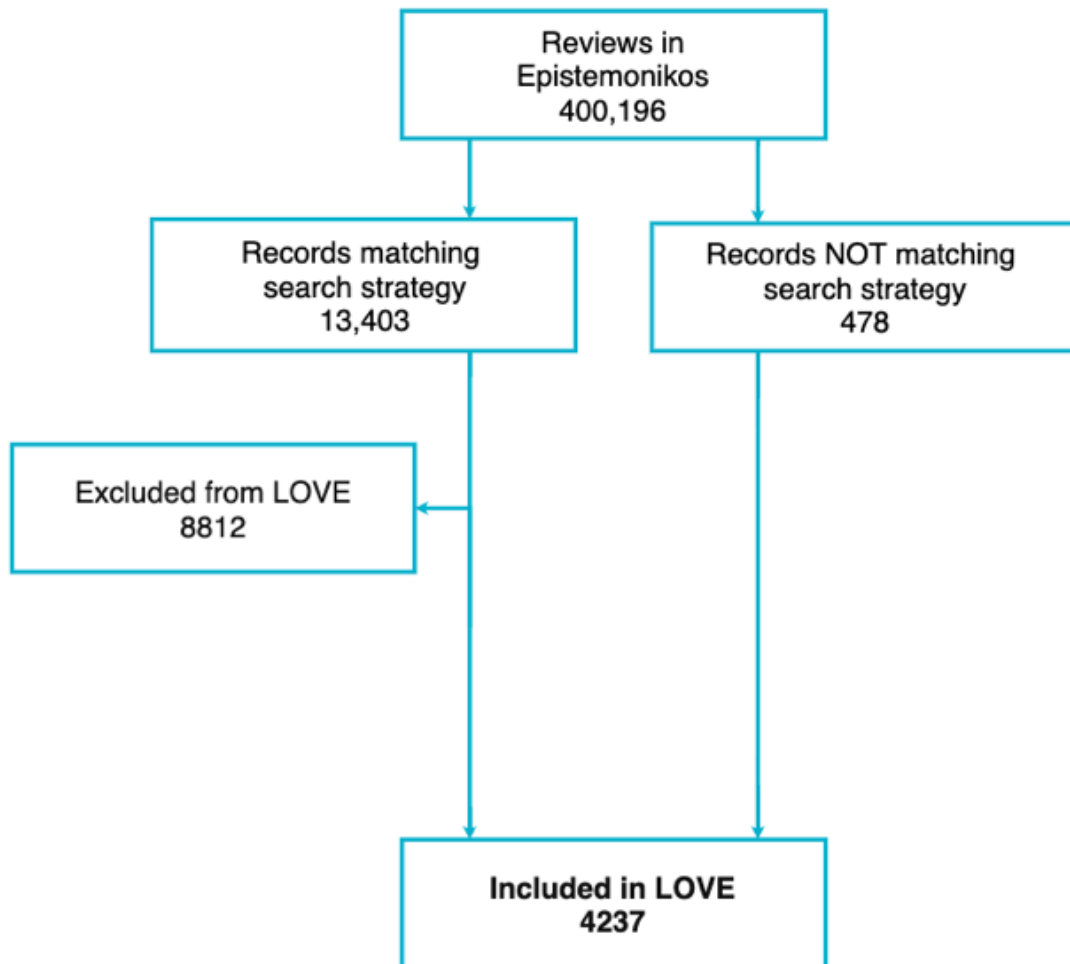 Reviews in
Epistemonikos
400,196
Records matching
search strategy
13,403
Records NOT matching
search strategy
478
Excluded from LOVE
8812
Included in LOVE
4237